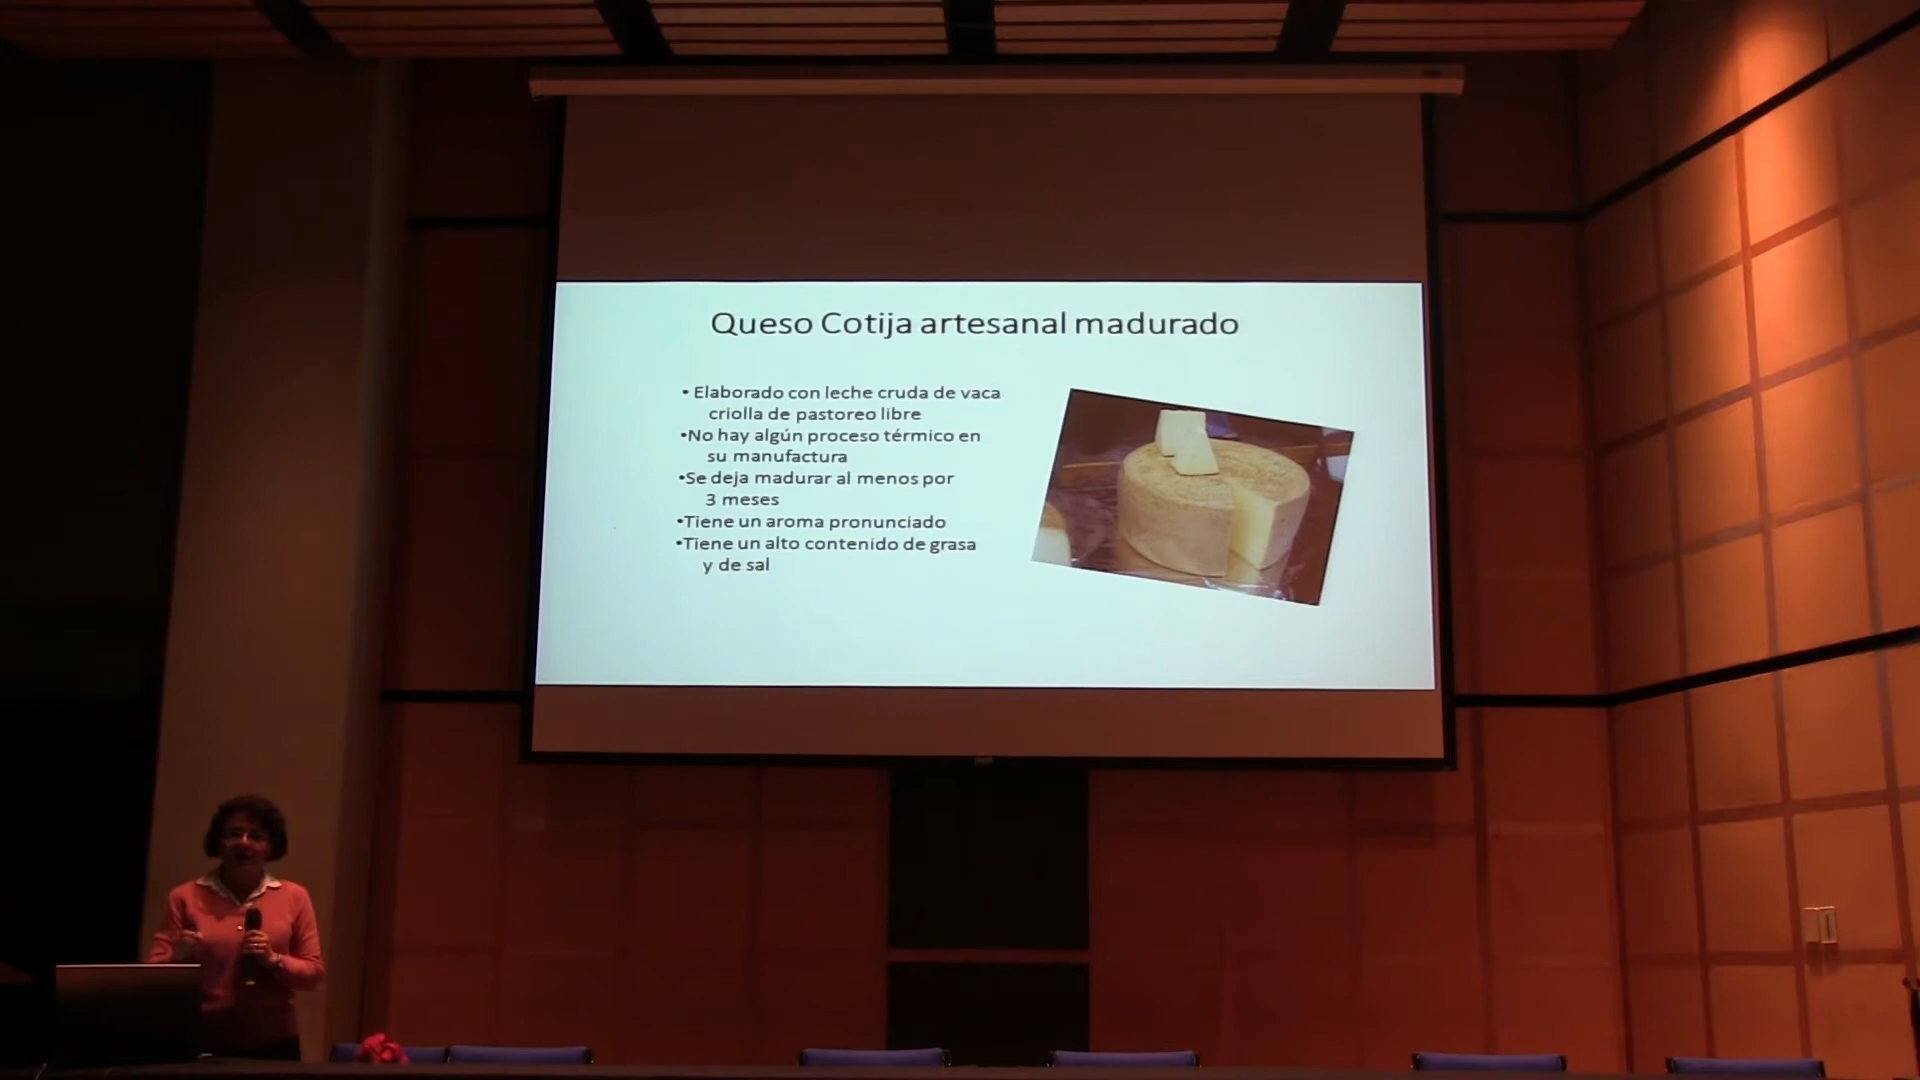 Queso Cotija artesanal madurado
• Elaborado con leche cruda de vaca
criolla de pastoreo libre
•No hay algún proceso térmico en
su manufactura
•Se deja madurar al menos por
3 meses
•Tiene un aroma pronunciado
•Tiene un alto contenido de grasa
y de sal